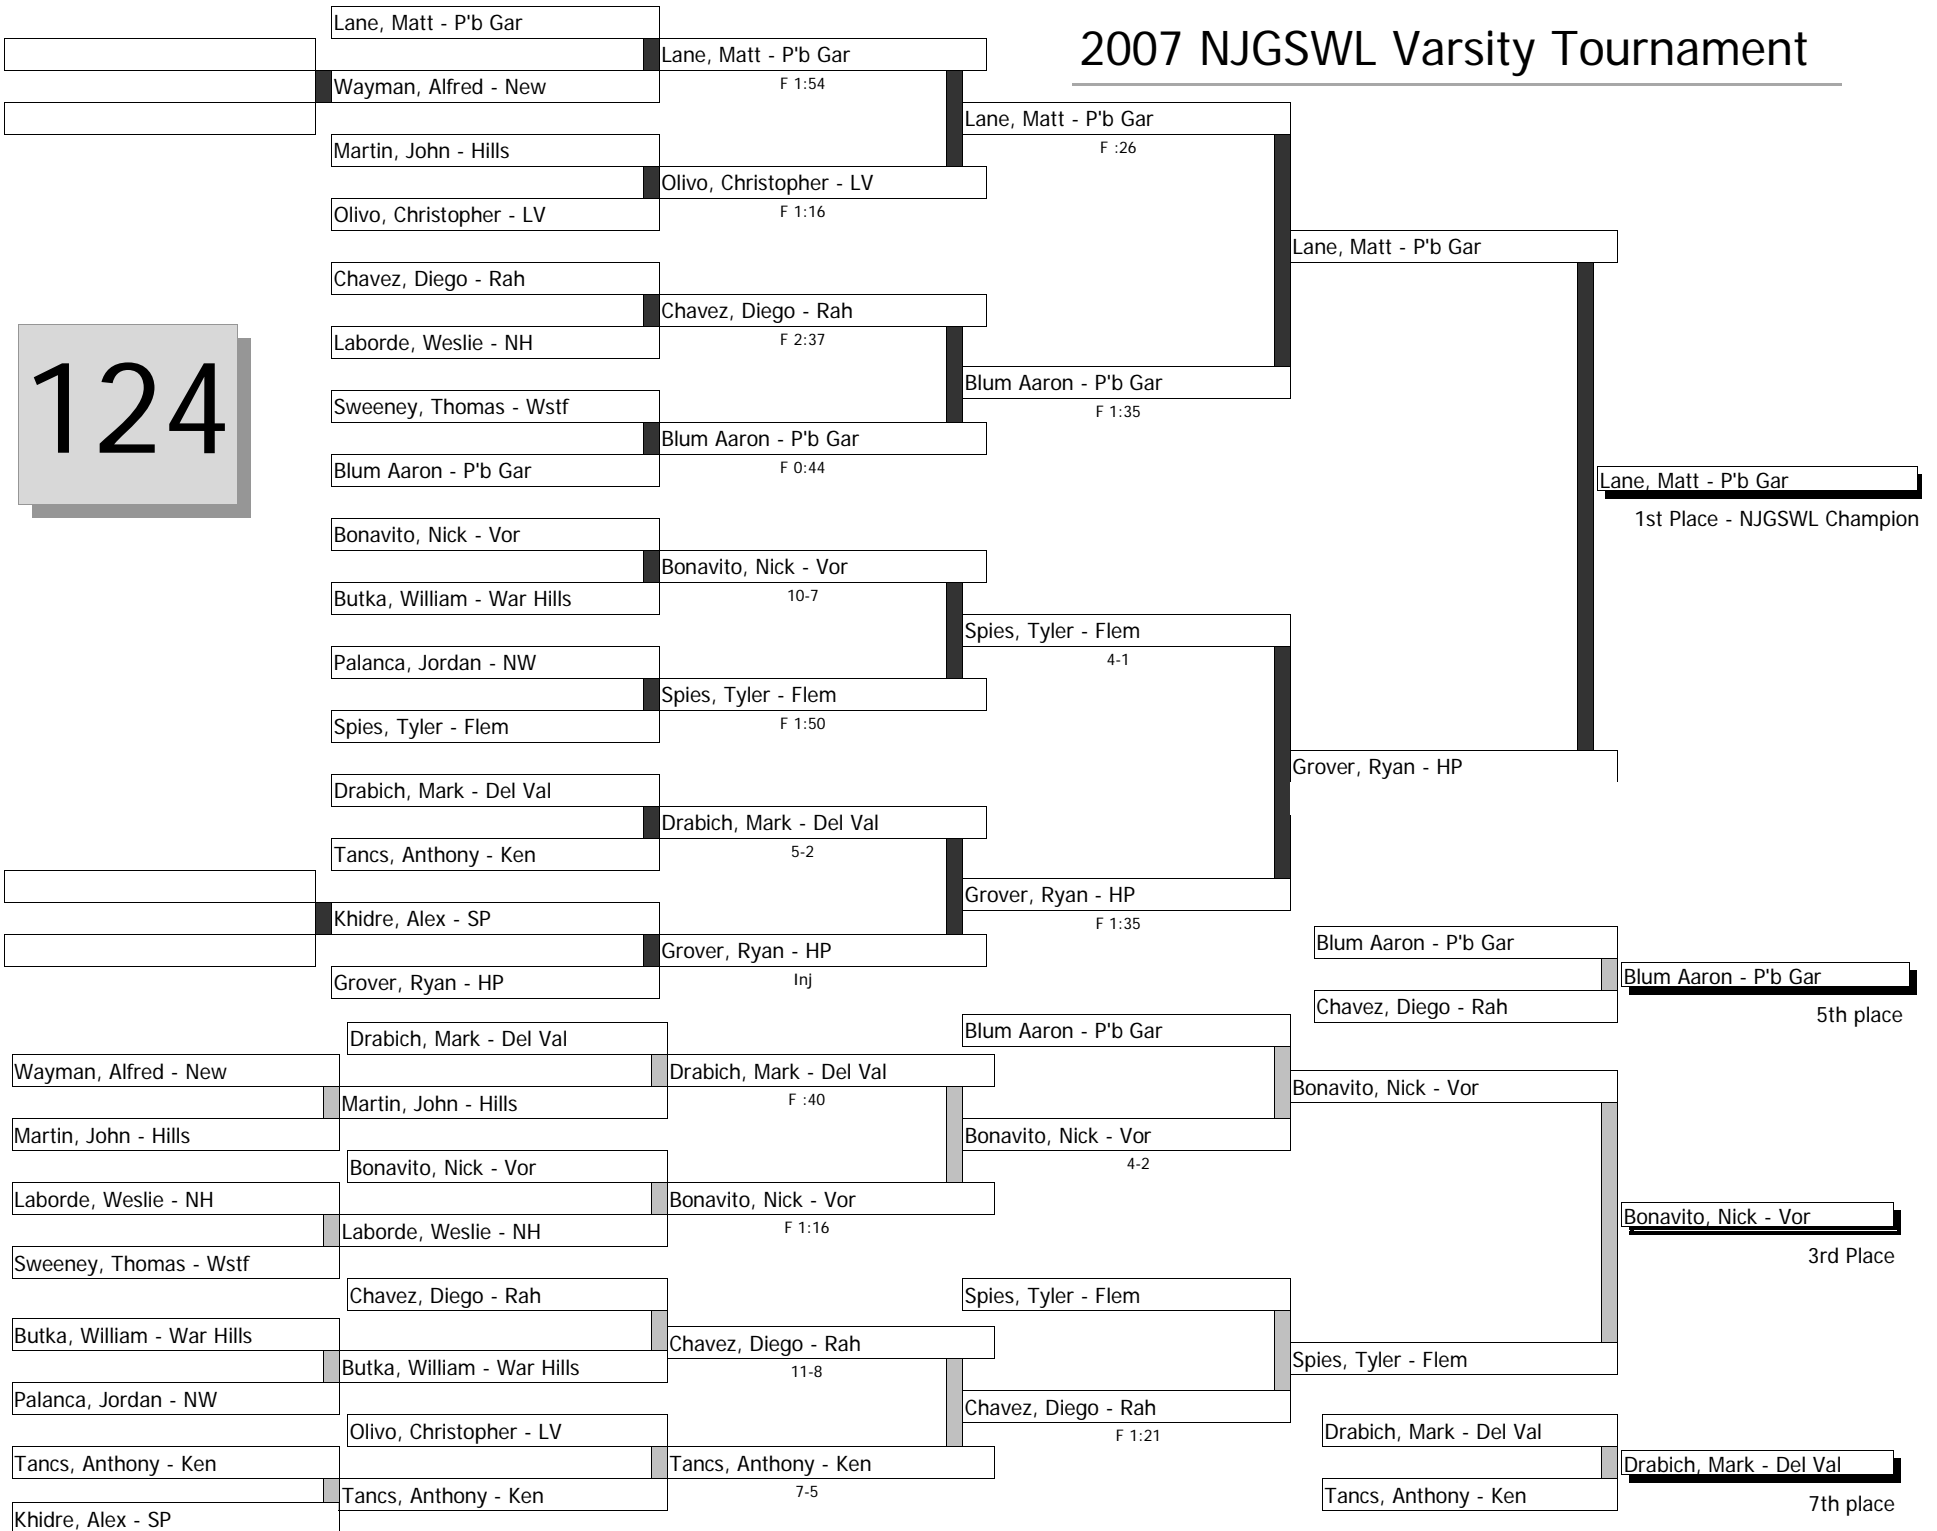 2007 NJGSWL Varsity Tournament
124
Lane, Matt - P'b Gar
Wayman, Alfred - New
Martin, John - Hills
Olivo, Christopher - LV
Chavez, Diego - Rah
Laborde, Weslie - NH
Sweeney, Thomas - Wstf
Blum Aaron - P'b Gar
Bonavito, Nick - Vor
Butka, William - War Hills
Palanca, Jordan - NW
Spies, Tyler - Flem
Drabich, Mark - Del Val
Tancs, Anthony - Ken
Khidre, Alex - SP
Grover, Ryan - HP
Lane, Matt - P'b Gar
F 1:54
Olivo, Christopher - LV
F 1:16
Chavez, Diego - Rah
F 2:37
Blum Aaron - P'b Gar
F 0:44
Bonavito, Nick - Vor
10-7
Spies, Tyler - Flem
F 1:50
Drabich, Mark - Del Val
5-2
Grover, Ryan - HP
Inj
Lane, Matt - P'b Gar
F :26
Blum Aaron - P'b Gar
F 1:35
Spies, Tyler - Flem
4-1
Grover, Ryan - HP
F 1:35
Lane, Matt - P'b Gar
Grover, Ryan - HP
Lane, Matt - P'b Gar
1st Place - NJGSWL Champion
Wayman, Alfred - New
Martin, John - Hills
Laborde, Weslie - NH
Sweeney, Thomas - Wstf
Butka, William - War Hills
Palanca, Jordan - NW
Tancs, Anthony - Ken
Khidre, Alex - SP
Drabich, Mark - Del Val
Martin, John - Hills
Bonavito, Nick - Vor
Laborde, Weslie - NH
Chavez, Diego - Rah
Butka, William - War Hills
Olivo, Christopher - LV
Tancs, Anthony - Ken
Drabich, Mark - Del Val
F :40
Bonavito, Nick - Vor
F 1:16
Chavez, Diego - Rah
11-8
Tancs, Anthony - Ken
7-5
Blum Aaron - P'b Gar
Bonavito, Nick - Vor
4-2
Spies, Tyler - Flem
Chavez, Diego - Rah
F 1:21
Bonavito, Nick - Vor
Spies, Tyler - Flem
Bonavito, Nick - Vor
3rd Place
Blum Aaron - P'b Gar
Chavez, Diego - Rah
Blum Aaron - P'b Gar
5th place
Drabich, Mark - Del Val
Tancs, Anthony - Ken
Drabich, Mark - Del Val
7th place